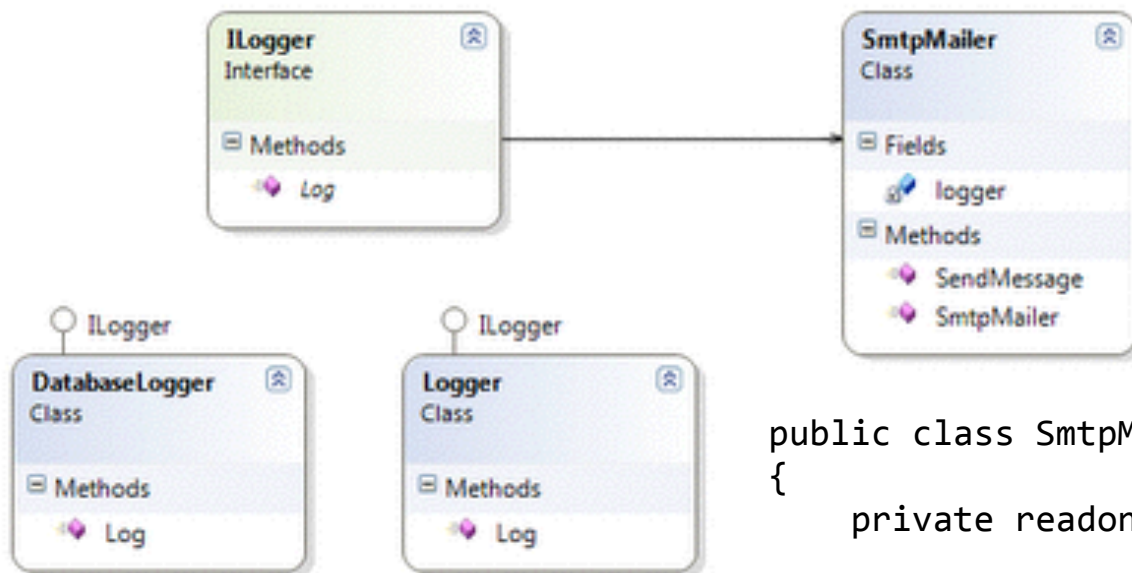 ILogger
Interface
Methods
Log
SmtpMailer
Class
Fields
logger
Methods
SendMessage
SmtpMailer
ILogger
DatabaseLogger
Class
Methods
Log
ILogger
Logger
Class
Methods
Log
public class SmtpM
{
private readon